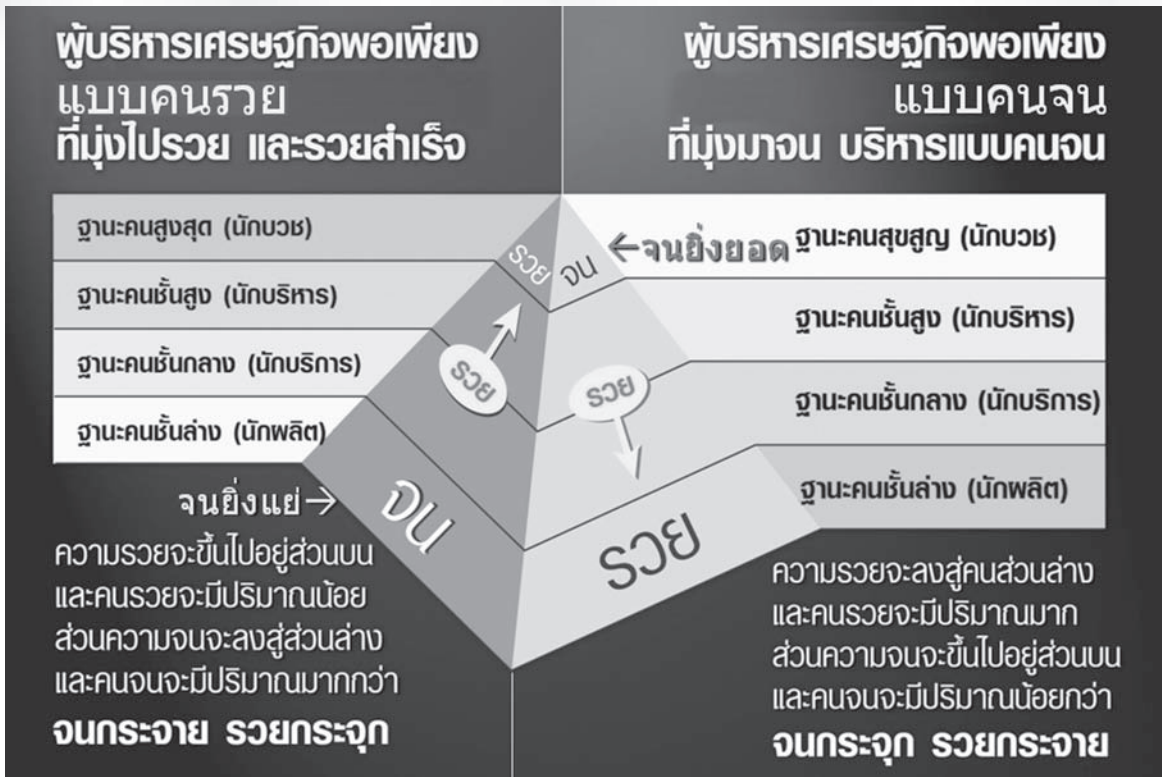 ผู้บริหารเศรษฐกิจพอเพียง
แบบคนรวย
ที่มุ่งไปรวย และรวยสำเร็จ
ฐานะคนสูงสุด (นักบวช)
ฐานะคนชั้นสูง (นักบริหาร)
ฐานะคนชั้นกลาง (นักบริการ)
ฐานะคนชั้นล่าง (นักผลิต)
รวย
รวย
จน
จนยิ่งแย่→
ความรวยจะขึ้นไปอยู่ส่วนบน
และคนรวยจะมีปริมาณน้อย
ส่วนความจนจะลงสู่ส่วนล่าง
และคนจนจะมีปริมาณมากกว่า
จนกระจาย รวยกระจุก
ผู้บริหารเศรษฐกิจพอเพียง
แบบคนจน
ที่มุ่งมาจน บริหารแบบคนจน
จน
←จนยิ่งยอด
ฐานะคนสุขสูญ (นักบวช)
ฐานะคนชั้นสูง (นักบริหาร)
ฐานะคนชั้นกลาง (นักบริการ)
ฐานะคนชั้นล่าง (นักผลิต)
รวย
รวย
ความรวยจะลงสู่คนส่วนล่าง
และคนรวยจะมีปริมาณมาก
ส่วนความจนจะขึ้นไปอยู่ส่วนบน
และคนจนจะมีปริมาณน้อยกว่า
จนกระจุก รวยกระจาย